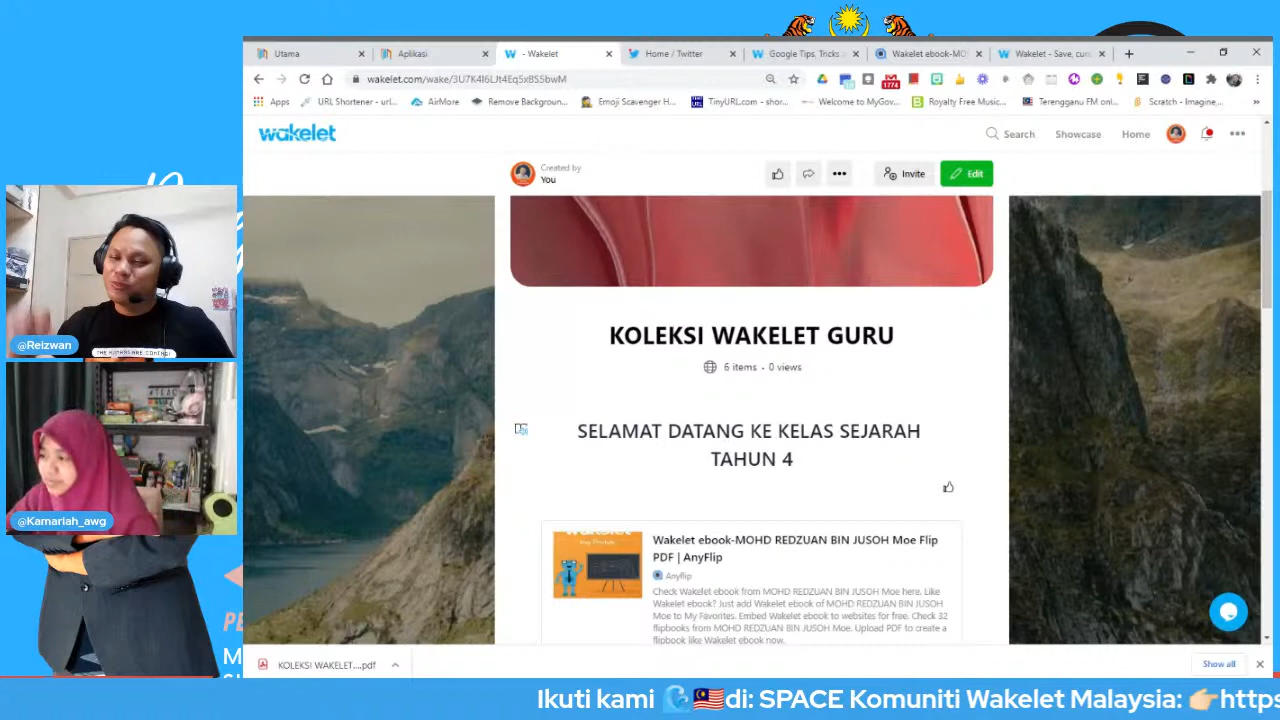 Utama
Aplikasi
- Wakelet
Home / Twitter
Google Tips, Tricks
Wakelet ebook-MO
Wakelet - Save, cur
wakelet.com/wake/3U7K4l6LJt4Eq5xBS5bwM
1774
Apps
URL Shortener - url...
AirMore
Remove Backgroun...
Emoji Scavenger H...
TinyURL.com - shor...
Welcome to MyGov...
Royalty Free Music...
Terengganu FM onl...
Scratch - Imagine,...
wakelet
Search
Showcase
Home
Created by
You
Invite
Edit
KOLEKSI WAKELET GURU
6 items • 0 views
SELAMAT DATANG KE KELAS SEJARAH
TAHUN 4
Wakelet ebook-MOHD REDZUAN BIN JUSOH Moe Flip
PDF | AnyFlip
Anyflip
Check Wakelet ebook from MOHD REDZUAN BIN JUSOH Moe here. Like
Wakelet ebook? Just add Wakelet ebook of MOHD REDZUAN BIN JUSOH
Moe to My Favorites. Embed Wakelet ebook to websites for free. Check 32
flipbooks from MOHD REDZUAN BIN JUSOH Moe. Upload PDF to create a
flipbook like Wakelet ebook now.
@Reizwan
@Kamariah_awg
KOLEKSI WAKELET....pdf
Show all
Ikuti kami 🌊🇲🇾di: SPACE Komuniti Wakelet Malaysia: 👉🏻https